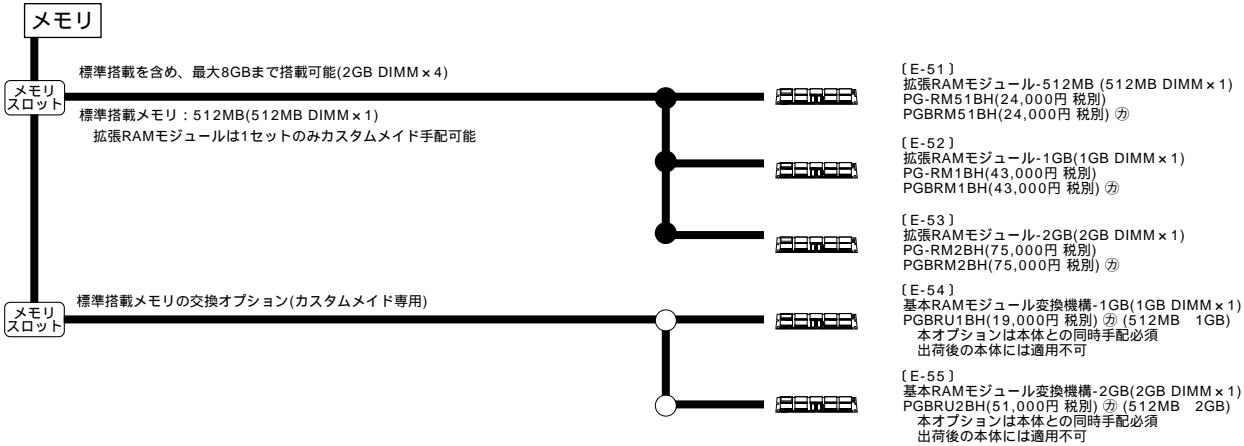 メモリ
メモリ
スロット
標準搭載を含め、最大8GBまで搭載可能(2GB DIMM×4)
標準搭載メモリ：512MB(512MB DIMM×1)
拡張RAMモジュールは1セットのみカスタムメイド手配可能
〔E-51〕
拡張RAMモジュール-512MB (512MB DIMM×1)
PG-RM51BH(24,000円 税別)
PGBRM51BH(24,000円 税別) ㋕
〔E-52〕
拡張RAMモジュール-1GB(1GB DIMM×1)
PG-RM1BH(43,000円 税別)
PGBRM1BH(43,000円 税別) ㋕
〔E-53〕
拡張RAMモジュール-2GB(2GB DIMM×1)
PG-RM2BH(75,000円 税別)
PGBRM2BH(75,000円 税別) ㋕
メモリ
スロット
標準搭載メモリの交換オプション(カスタムメイド専用)
〔E-54〕
基本RAMモジュール変換機構-1GB(1GB DIMM×1)
PGBRU1BH(19,000円 税別) ㋕ (512MB　1GB)
本オプションは本体との同時手配必須
出荷後の本体には適用不可
〔E-55〕
基本RAMモジュール変換機構-2GB(2GB DIMM×1)
PGBRU2BH(51,000円 税別) ㋕ (512MB　2GB)
本オプションは本体との同時手配必須
出荷後の本体には適用不可